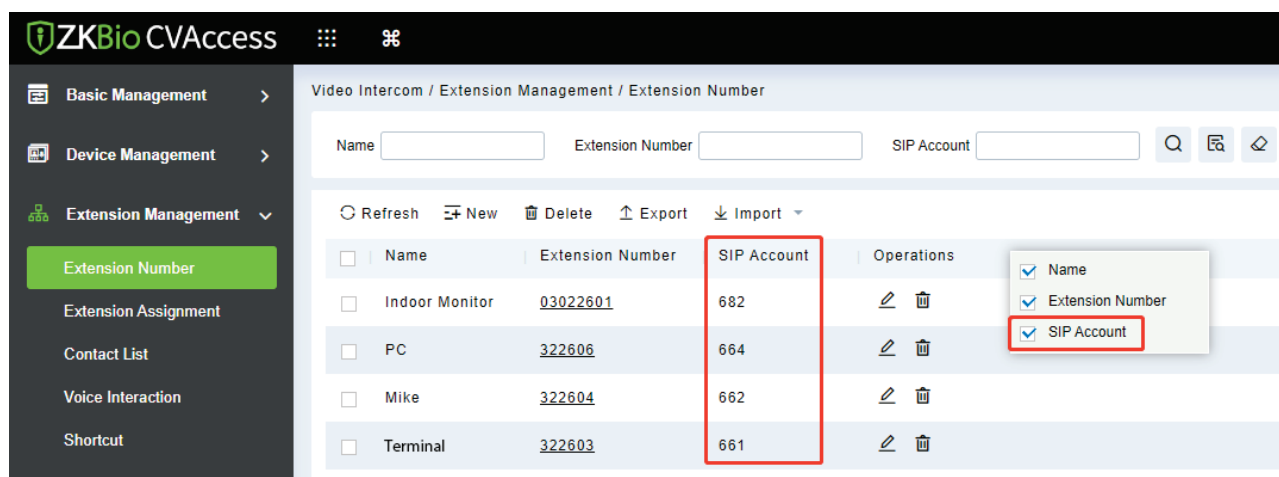 ZKBio CVAccess
Basic Management
Device Management
Extension Management
Extension Number
Extension Assignment
Contact List
Voice Interaction
Shortcut
Video Intercom / Extension Management / Extension Number
Name Extension Number SIP Account
Refresh New Delete Export Import
Name Extension Number SIP Account Operations
Indoor Monitor 03022601 682
PC 322606 664
Mike 322604 662
Terminal 322603 661
Name
Extension Number
SIP Account